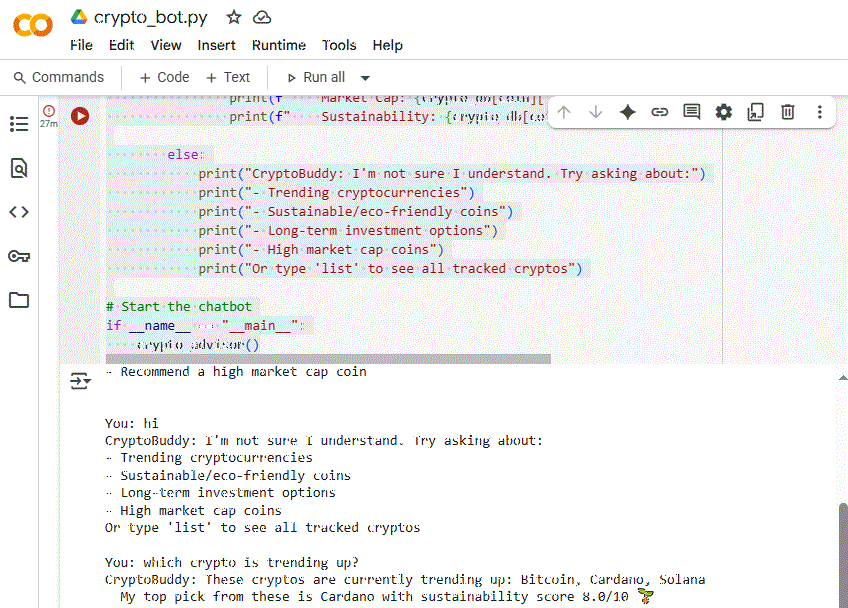 crypto_bot.py
File Edit View Insert Runtime Tools Help
Commands + Code + Text Run all
27m
print(f" Market Cap: {crypto_db[coin][
print(f" Sustainability: {crypto_db[co
else:
print("CryptoBuddy: I'm not sure I understand. Try asking about:")
print("- Trending cryptocurrencies")
print("- Sustainable/eco-friendly coins")
print("- Long-term investment options")
print("- High market cap coins")
print("Or type 'list' to see all tracked cryptos")
# Start the chatbot
if __name__ == "__main__":
crypto_advisor()
- Recommend a high market cap coin
You: hi
CryptoBuddy: I'm not sure I understand. Try asking about:
- Trending cryptocurrencies
- Sustainable/eco-friendly coins
- Long-term investment options
- High market cap coins
Or type 'list' to see all tracked cryptos
You: which crypto is trending up?
CryptoBuddy: These cryptos are currently trending up: Bitcoin, Cardano, Solana
My top pick from these is Cardano with sustainability score 8.0/10 🌱